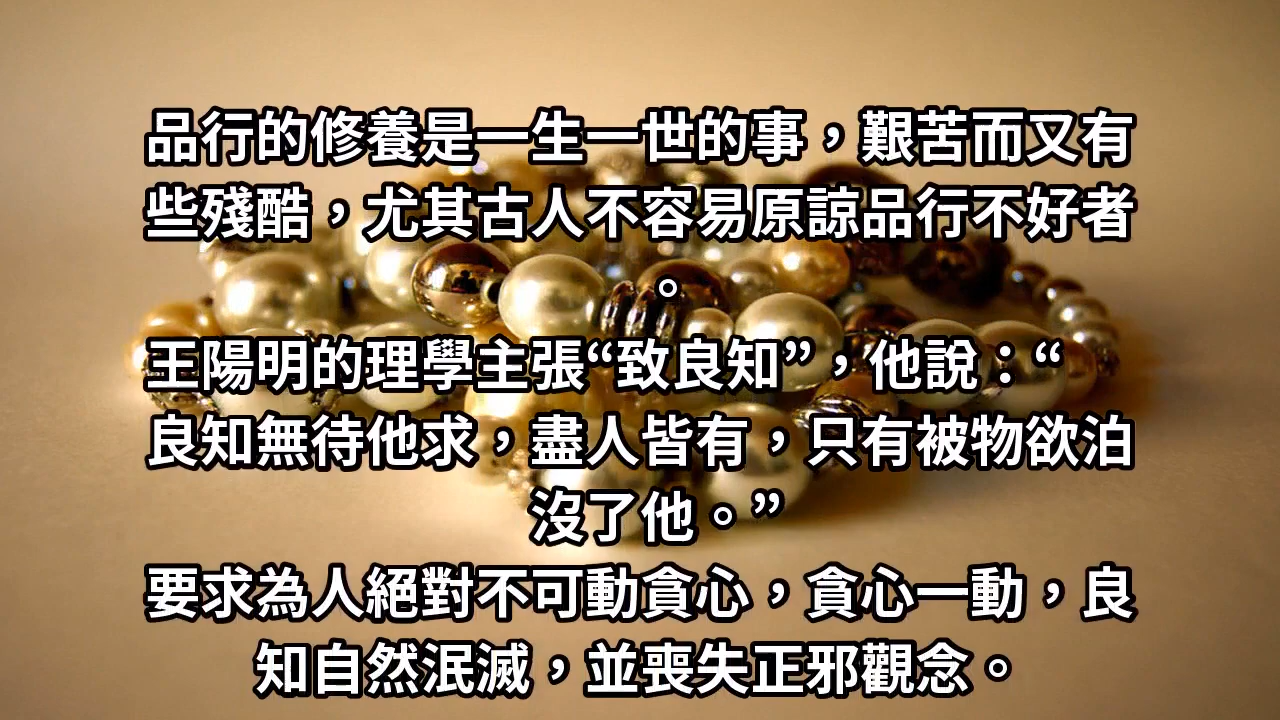 品行的修養是一生一世的事，艱苦而又有
些殘酷，尤其古人不容易原諒品行不好者
。
王陽明的理學主張“致良知”，他說：“
良知無待他求，盡人皆有，只有被物欲泊
沒了他。”
要求為人絕對不可動貪心，貪心一動，良
知自然泯滅，並喪失正邪觀念。